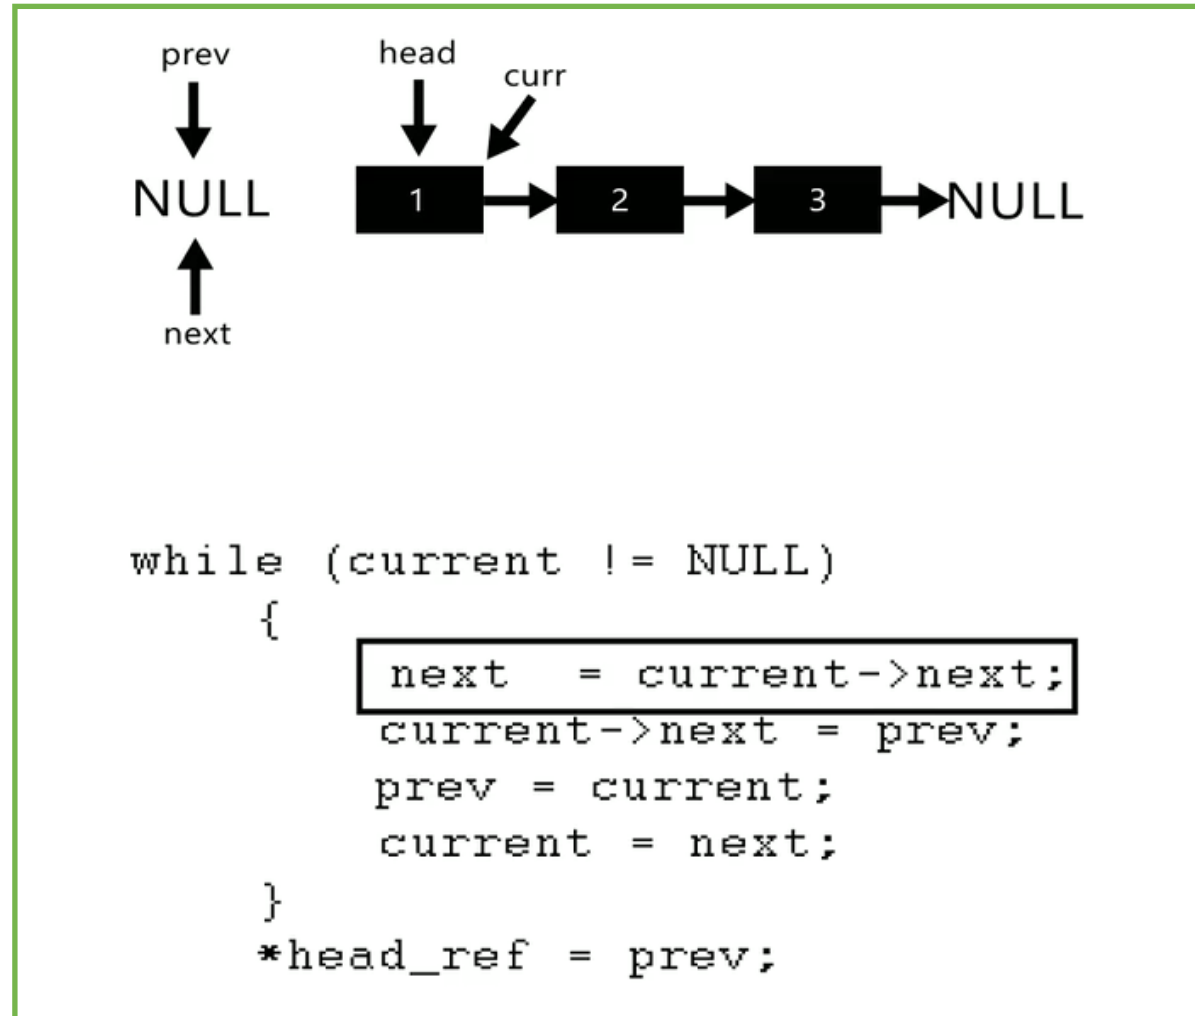 prev head curr
NULL 1 2 3 NULL
next
while (current != NULL)
{
next = current->next;
current->next = prev;
prev = current;
current = next;
}
*head_ref = prev;